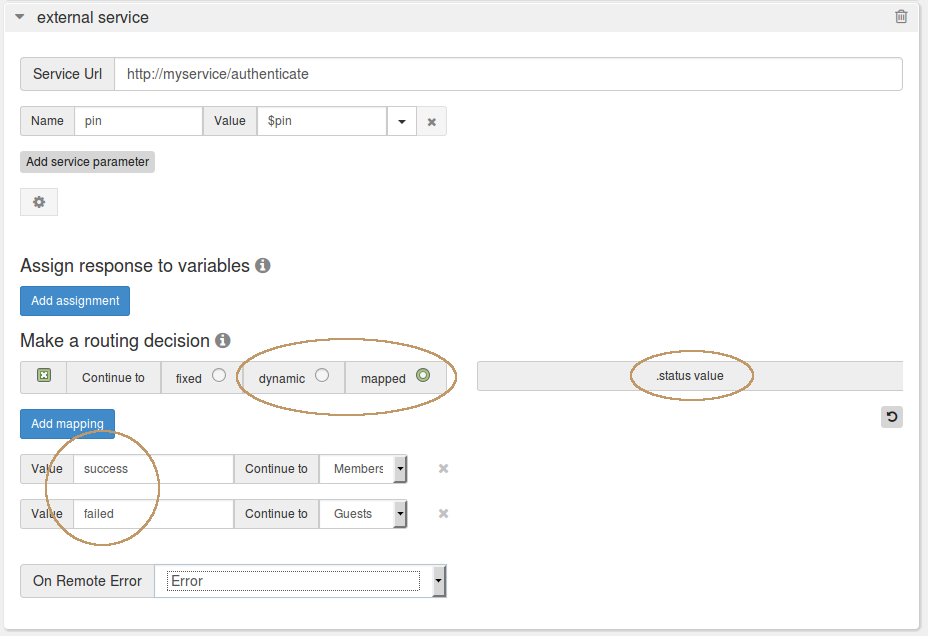 external service
Service Url http://myservice/authenticate
Name pin Value $pin
Add service parameter
Assign response to variables
Add assignment
Make a routing decision
Continue to fixed dynamic mapped .status value
Add mapping
Value success Continue to Members
Value failed Continue to Guests
On Remote Error Error